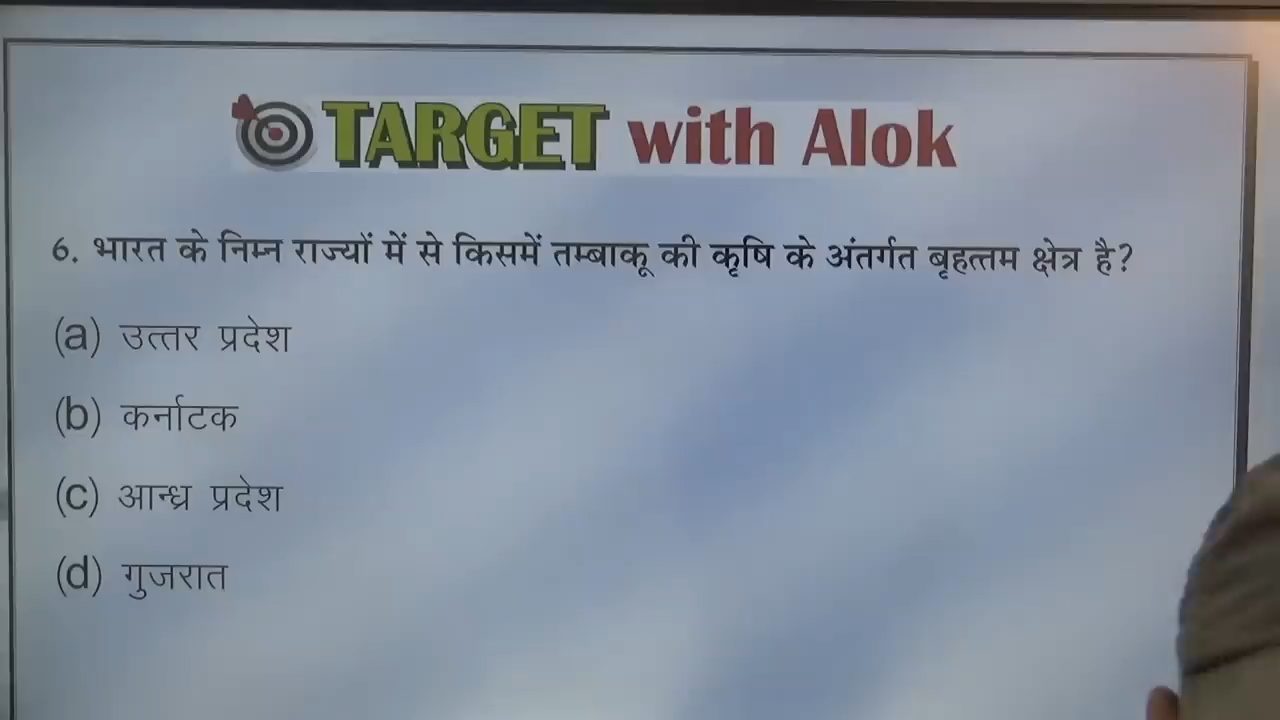 TARGET with Alok
6. भारत के निम्न राज्यों में से किसमें तम्बाकू की कृषि के अंतर्गत बृहत्तम क्षेत्र है?
(a) उत्तर प्रदेश
(b) कर्नाटक
(c) आन्ध्र प्रदेश
(d) गुजरात